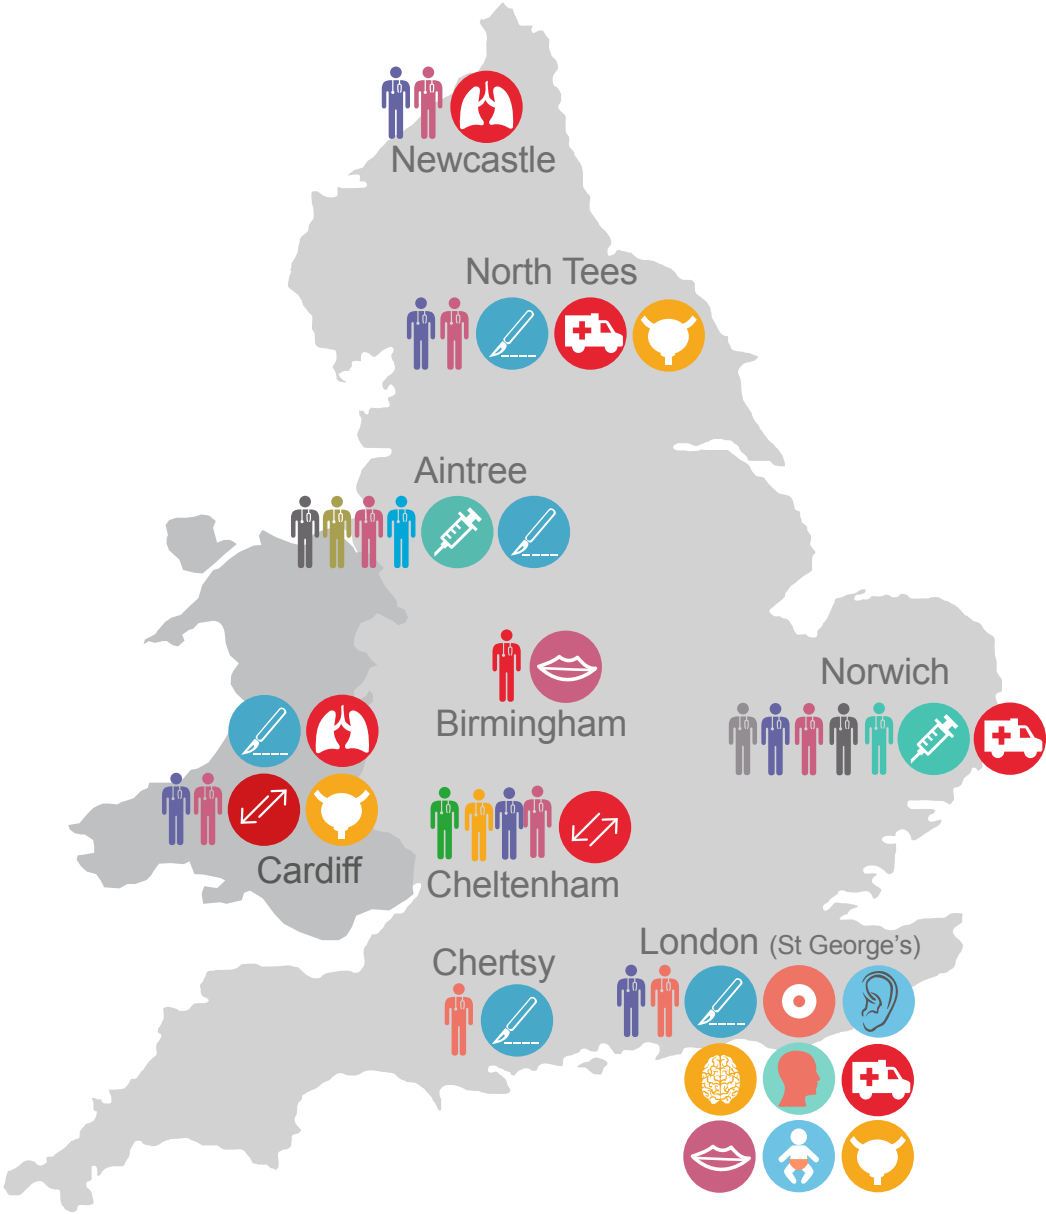 Newcastle
North Tees
Aintree
Birmingham
Norwich
Cardiff
Cheltenham
Chertsy
London (St George's)